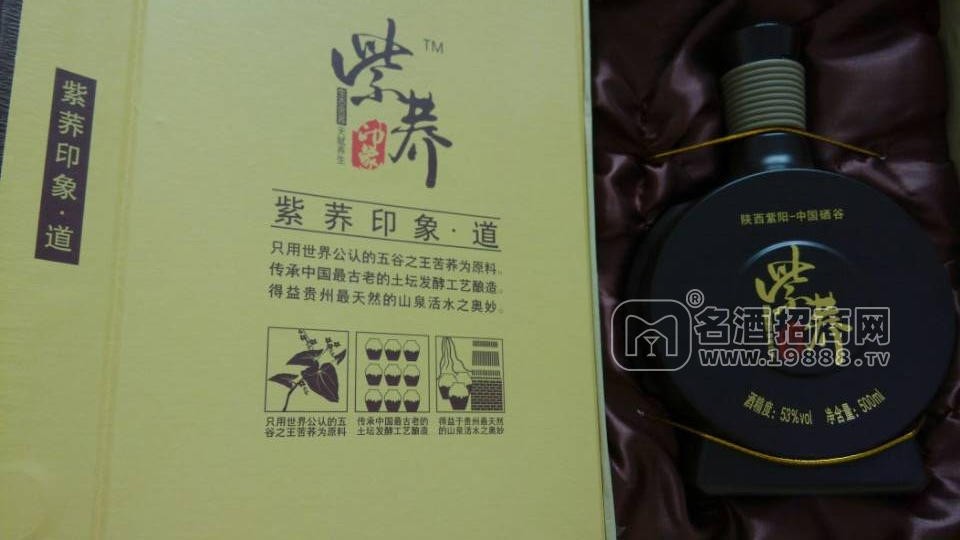 紫荞印象·道
紫荞
TM
印象
天赋养生
紫荞印象·道
只用世界公认的五谷之王苦荞为原料。
传承中国最古老的土坛发酵工艺酿造。
得益贵州最天然的山泉活水之奥妙。
只用世界公认的五
谷之王苦荞为原料
传承中国最古老的
土坛发酵工艺酿造
得益于贵州最天然
的山泉活水之奥妙
陕西紫阳-中国硒谷
紫荞
酒精度：53%vol 净含量：500ml
®
名酒招商网
www.19888.TV